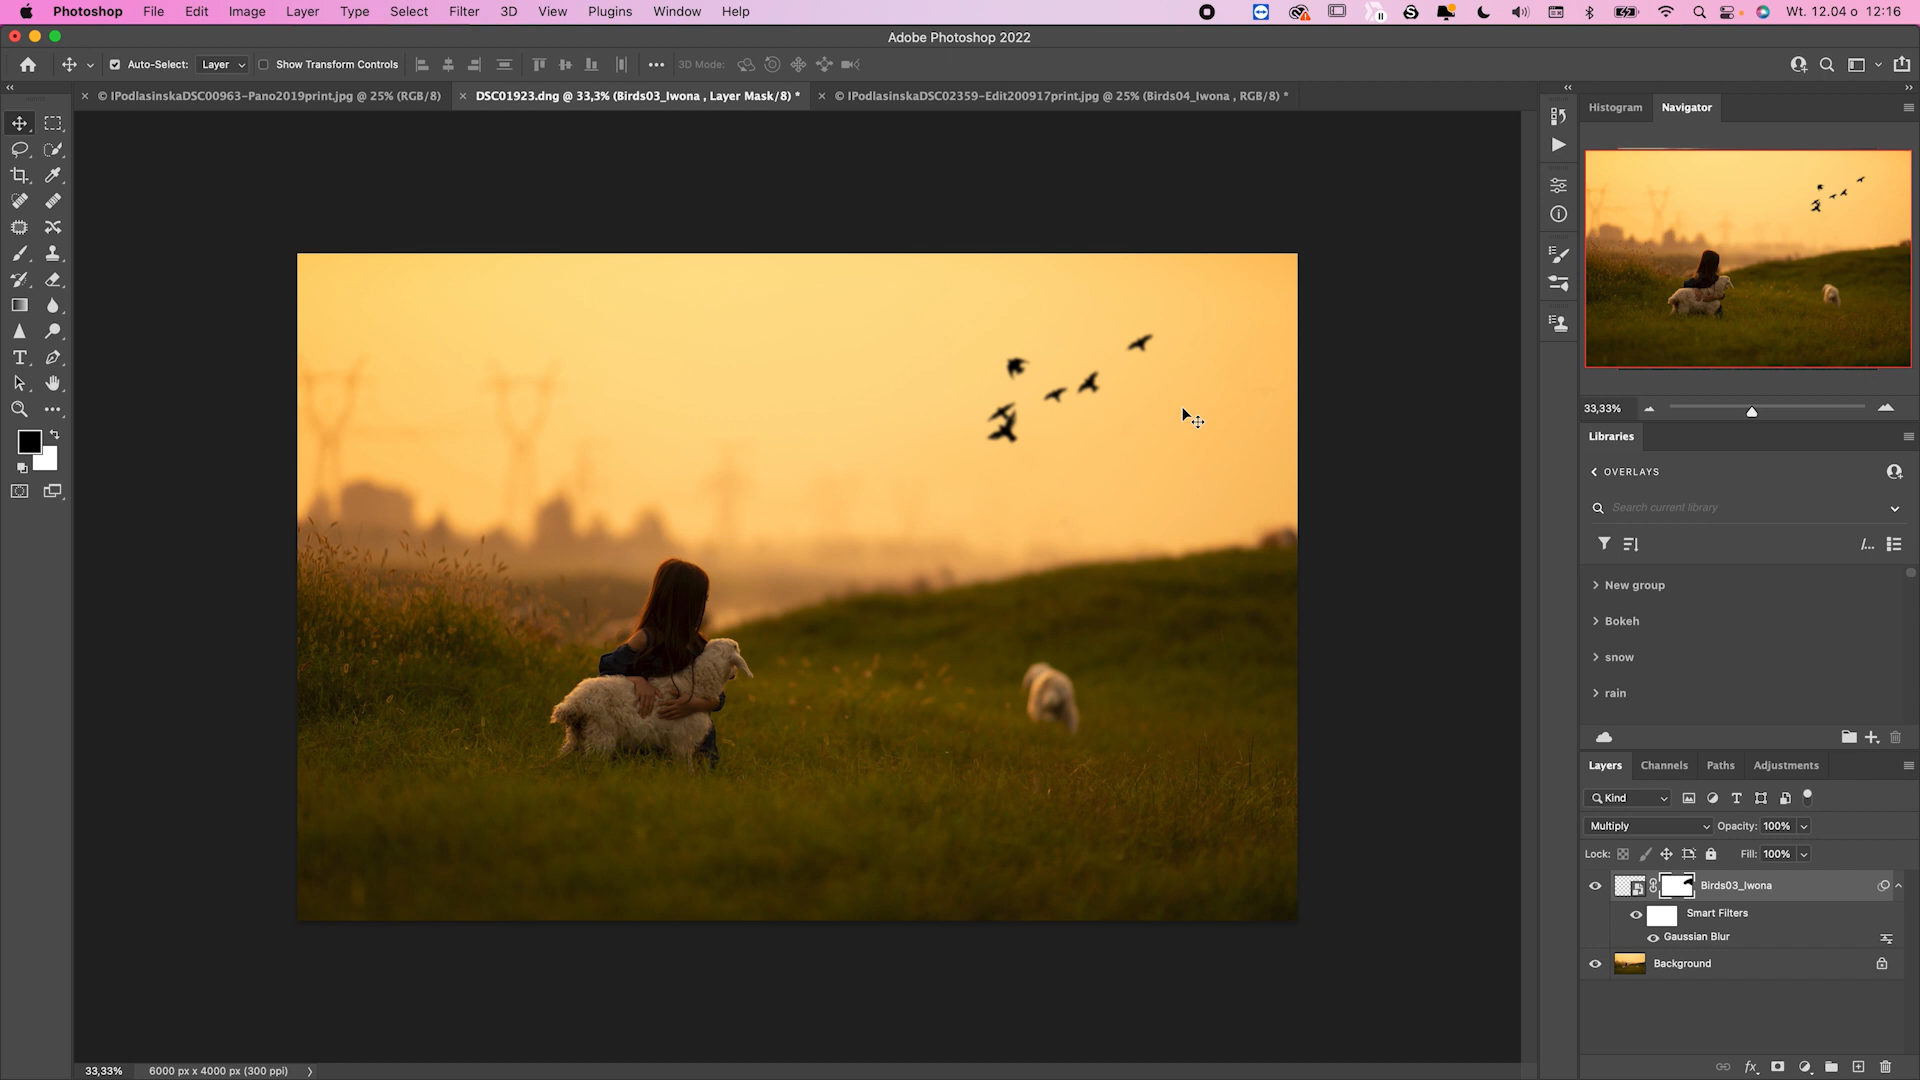 Photoshop File Edit Image Layer Type Select Filter 3D View Plugins Window Help Wt. 12.04 o 12:16
Adobe Photoshop 2022
Auto-Select: Layer Show Transform Controls 3D Mode:
© IPodlasinskaDSC00963-Pano2019print.jpg @ 25% (RGB/8) DSC01923.dng @ 33,3% (Birds03_Iwona , Layer Mask/8) * © IPodlasinskaDSC02359-Edit200917print.jpg @ 25% (Birds04_Iwona , RGB/8) *
Histogram Navigator
33,33%
Libraries
OVERLAYS
Search current library
/...
New group
Bokeh
snow
rain
Layers Channels Paths Adjustments
Kind
Multiply Opacity: 100%
Lock: Fill: 100%
Birds03_Iwona
Smart Filters
Gaussian Blur
Background
33,33% 6000 px x 4000 px (300 ppi)